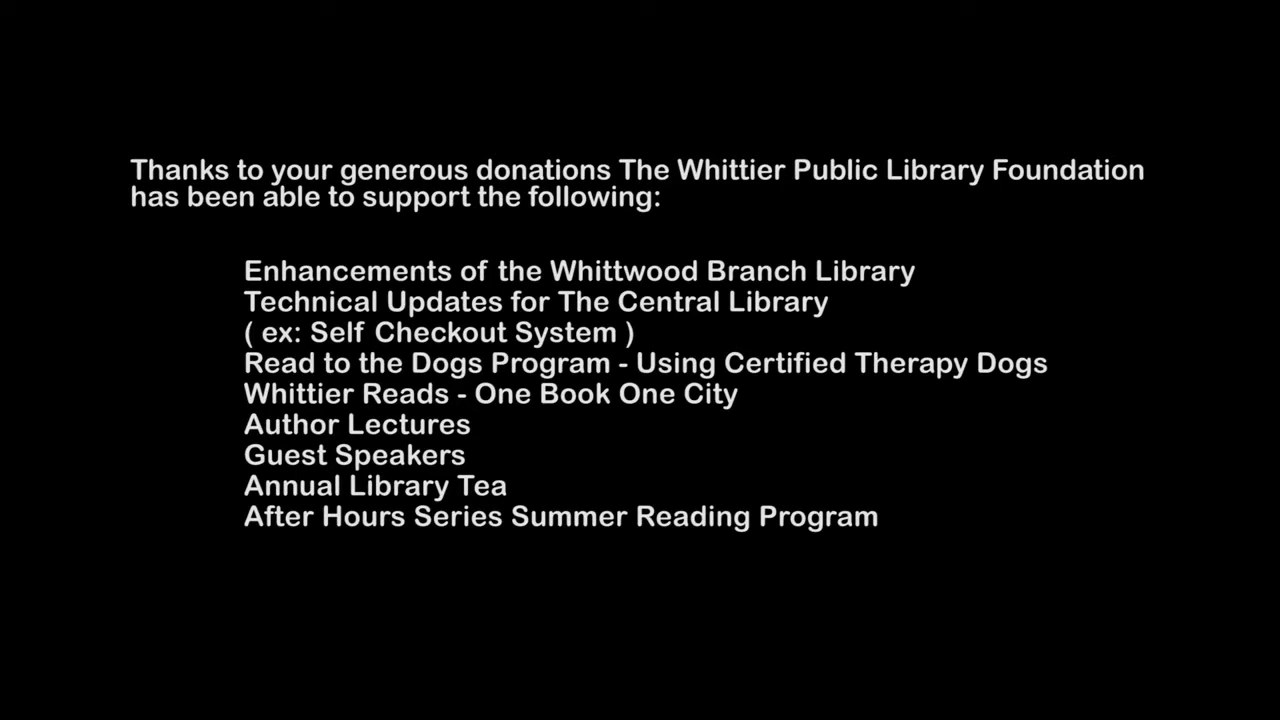 Thanks to your generous donations The Whittier Public Library Foundation
has been able to support the following:
Enhancements of the Whittwood Branch Library
Technical Updates for The Central Library
( ex: Self Checkout System )
Read to the Dogs Program - Using Certified Therapy Dogs
Whittier Reads - One Book One City
Author Lectures
Guest Speakers
Annual Library Tea
After Hours Series Summer Reading Program